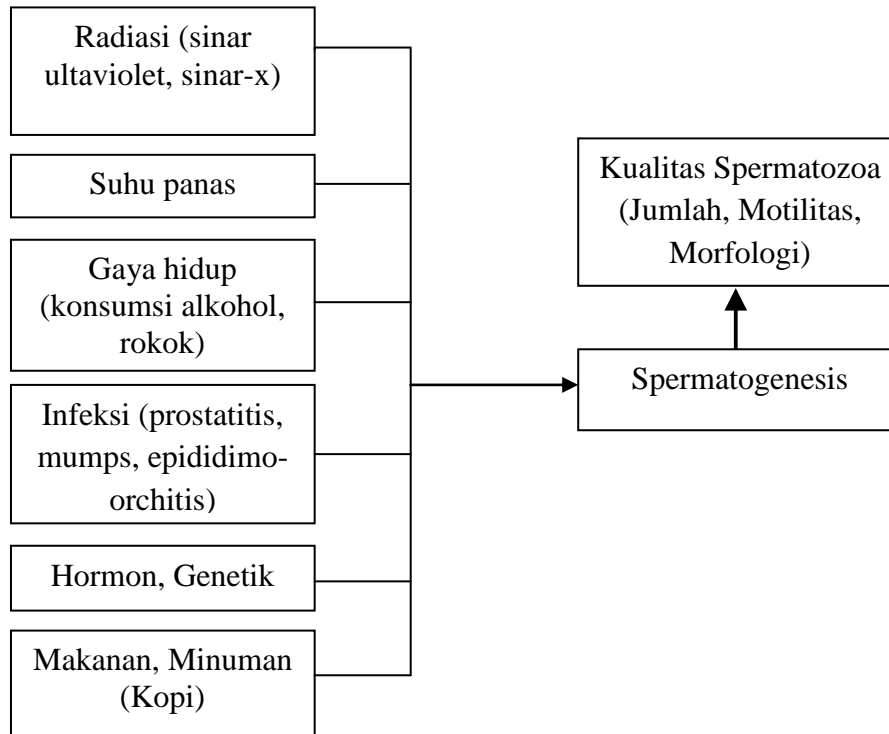 Radiasi (sinar
ultaviolet, sinar-x)
Suhu panas
Gaya hidup
(konsumsi alkohol,
rokok)
Infeksi (prostatitis,
mumps, epididimo-
orchitis)
Hormon, Genetik
Makanan, Minuman
(Kopi)
Kualitas Spermatozoa
(Jumlah, Motilitas,
Morfologi)
Spermatogenesis